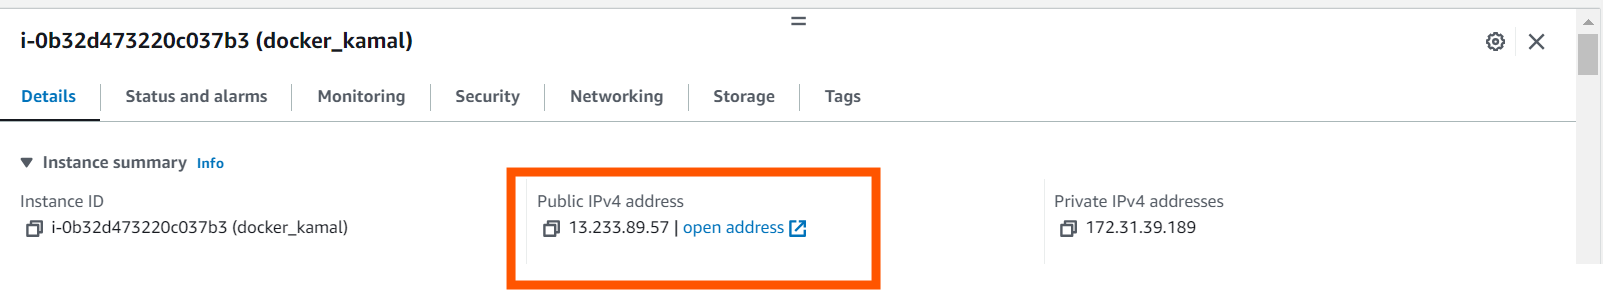 i-0b32d473220c037b3 (docker_kamal)
Details Status and alarms Monitoring Security Networking Storage Tags
Instance summary Info
Instance ID Public IPv4 address Private IPv4 addresses
i-0b32d473220c037b3 (docker_kamal) 13.233.89.57 | open address 172.31.39.189